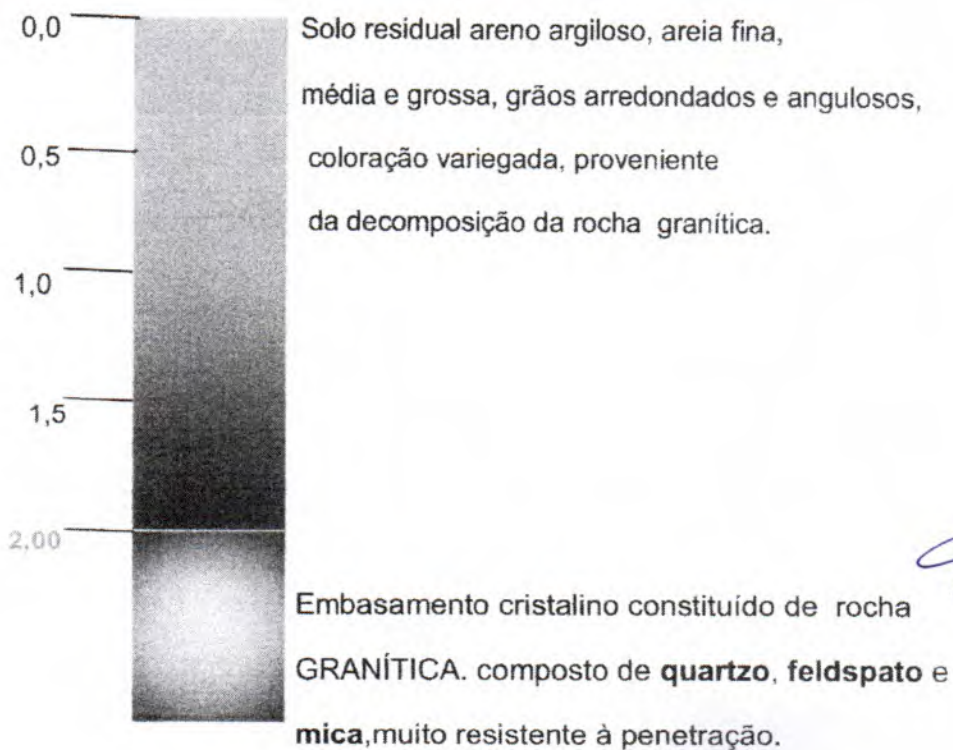 0,0
Solo residual areno argiloso, areia fina,
média e grossa, grãos arredondados e angulosos,
0,5
coloração variegada, proveniente
da decomposição da rocha granítica.
1,0
1,5
2,00
Embasamento cristalino constituído de rocha
GRANÍTICA. composto de quartzo, feldspato e
mica,muito resistente à penetração.